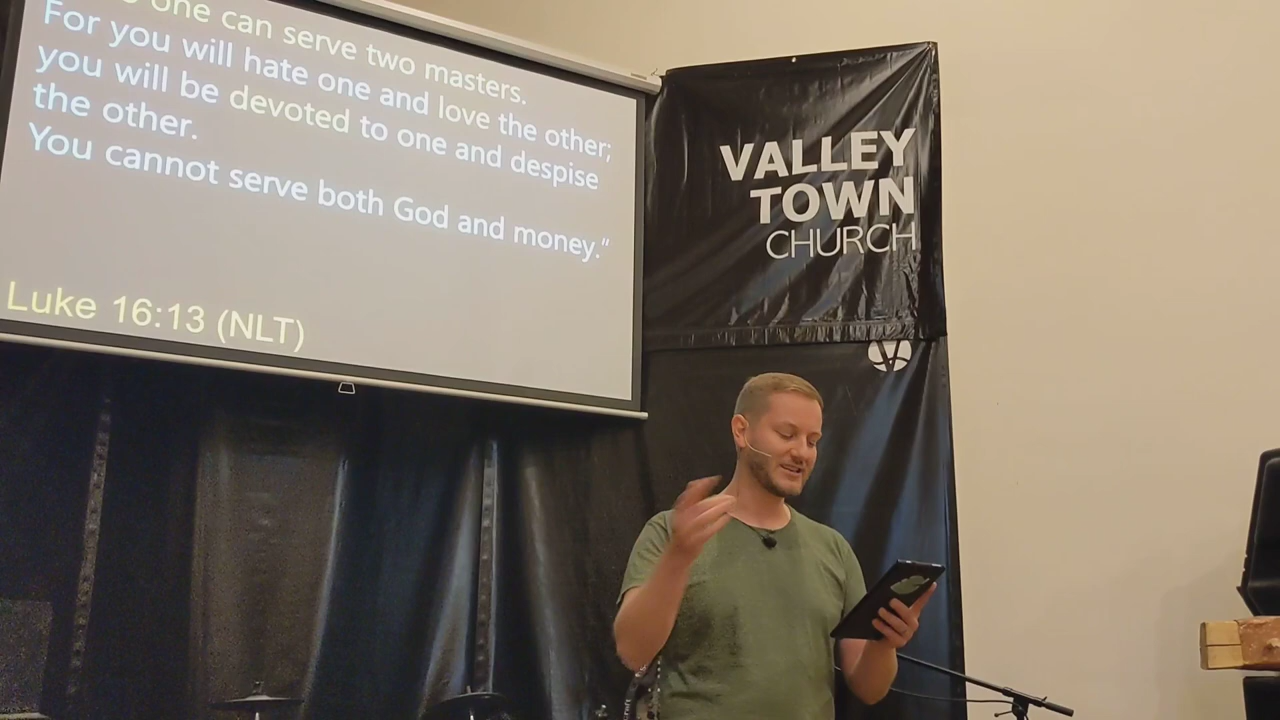 one can serve two masters.
For you will hate one and love the other;
you will be devoted to one and despise
the other.
You cannot serve both God and money.”
Luke 16:13 (NLT)
VALLEY
TOWN
CHURCH